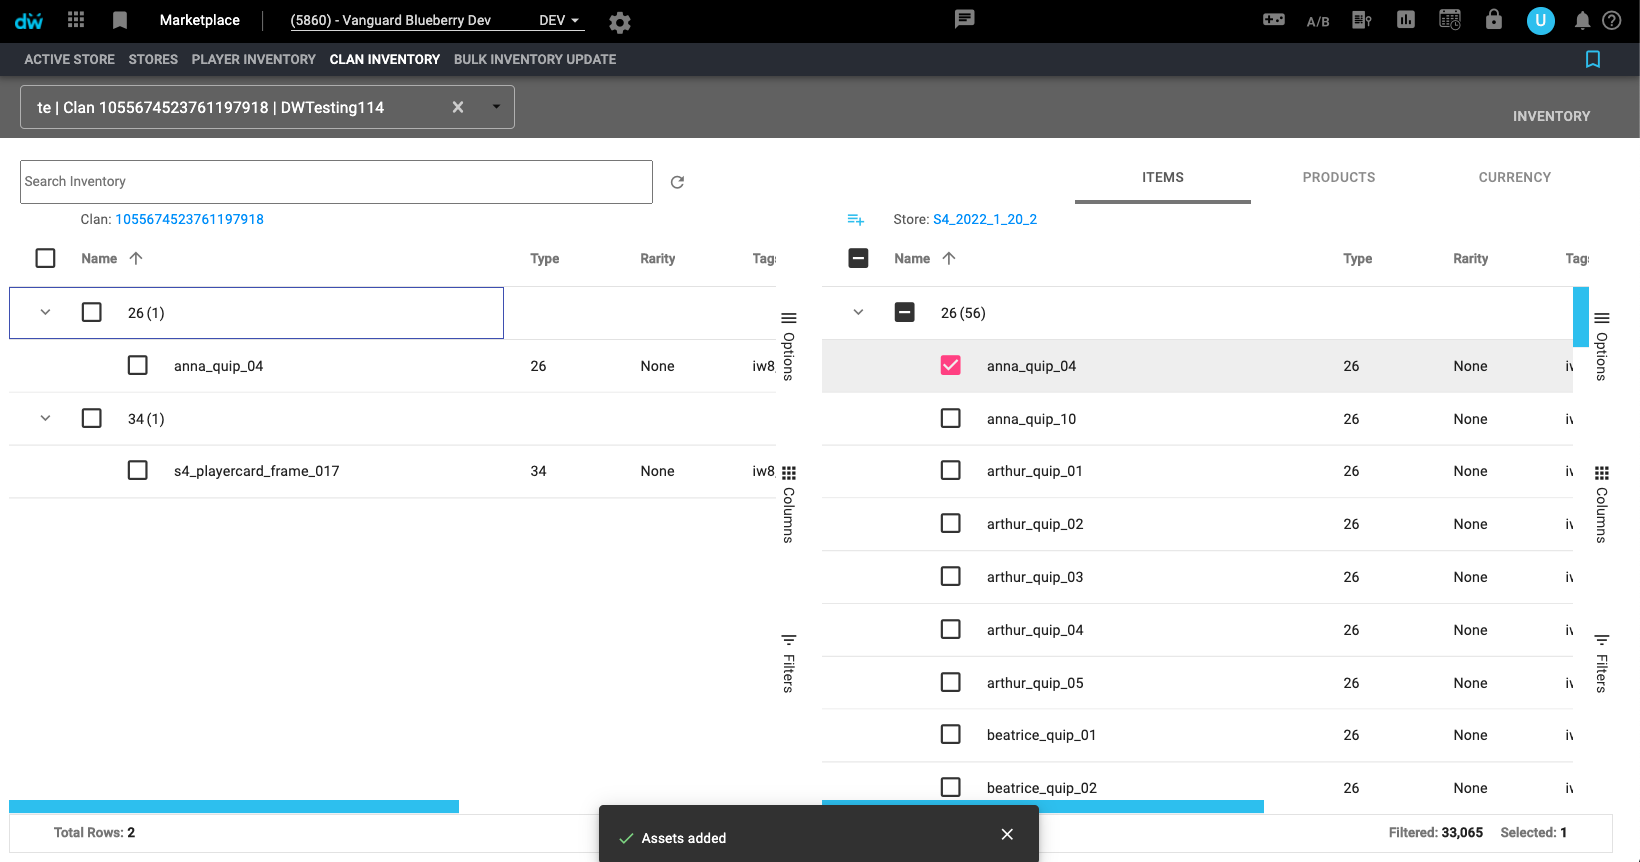 dw Marketplace (5860) - Vanguard Blueberry Dev DEV A/B U
ACTIVE STORE STORES PLAYER INVENTORY CLAN INVENTORY BULK INVENTORY UPDATE
te | Clan 1055674523761197918 | DWTesting114
INVENTORY
Search Inventory
ITEMS PRODUCTS CURRENCY
Clan: 1055674523761197918
Store: S4_2022_1_20_2
Name Type Rarity Tags
Name Type Rarity Tags
26 (1)
26 (56)
anna_quip_04 26 None iw8_
anna_quip_04 26 None
34 (1)
anna_quip_10 26 None
s4_playercard_frame_017 34 None iw8_
arthur_quip_01 26 None
arthur_quip_02 26 None
arthur_quip_03 26 None
arthur_quip_04 26 None
arthur_quip_05 26 None
beatrice_quip_01 26 None
beatrice_quip_02 26 None
Options
Columns
Filters
Options
Columns
Filters
Total Rows: 2
Assets added
Filtered: 33,065 Selected: 1